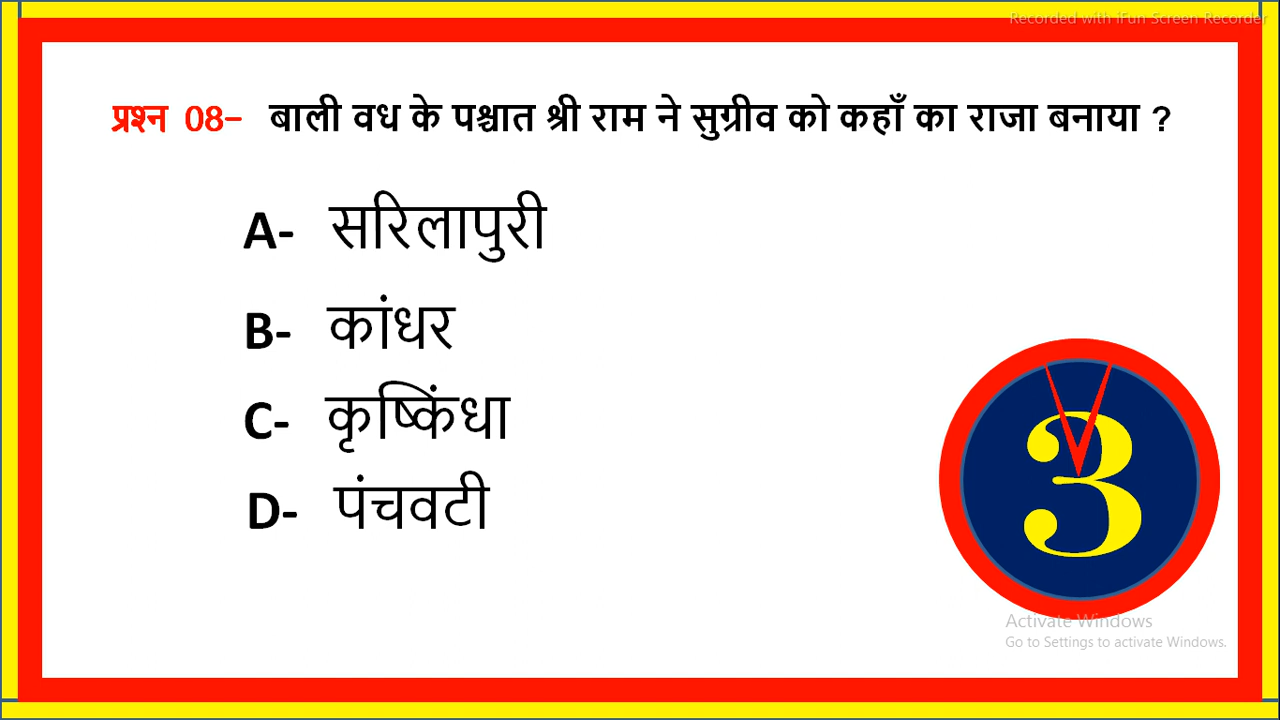 Recorded with iFun Screen Recorder
प्रश्न 08- बाली वध के पश्चात श्री राम ने सुग्रीव को कहाँ का राजा बनाया ?
A- सरिलापुरी
B- कांधर
C- कृष्किंधा
D- पंचवटी
3
Activate Windows
Go to Settings to activate Windows.